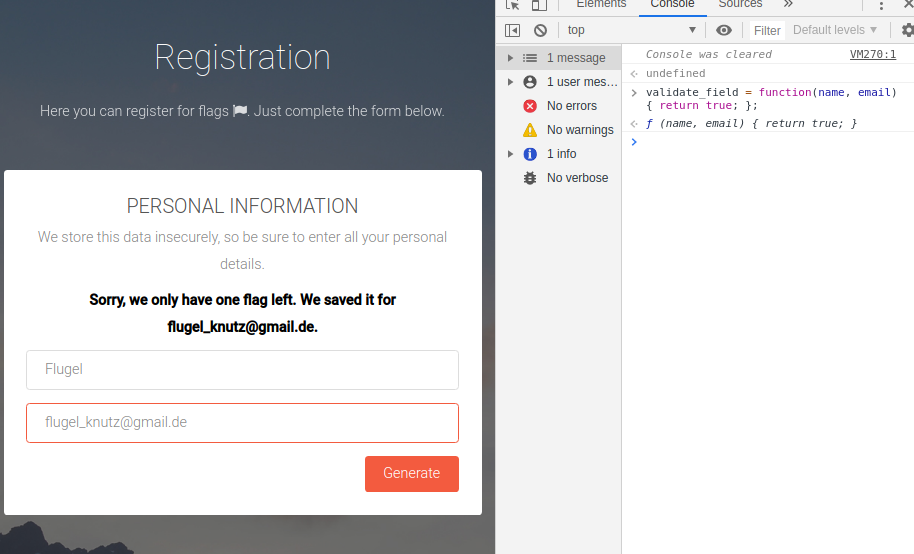 Registration
Here you can register for flags. Just complete the form below.
PERSONAL INFORMATION
We store this data insecurely, so be sure to enter all your personal
details.
Sorry, we only have one flag left. We saved it for
flugel_knutz@gmail.de.
Flugel
flugel_knutz@gmail.de
Generate
Elements Console Sources »
top Filter Default levels
1 message
1 user mes…
No errors
No warnings
1 info
No verbose
Console was cleared VM270:1
undefined
validate_field = function(name, email)
{ return true; };
ƒ (name, email) { return true; }